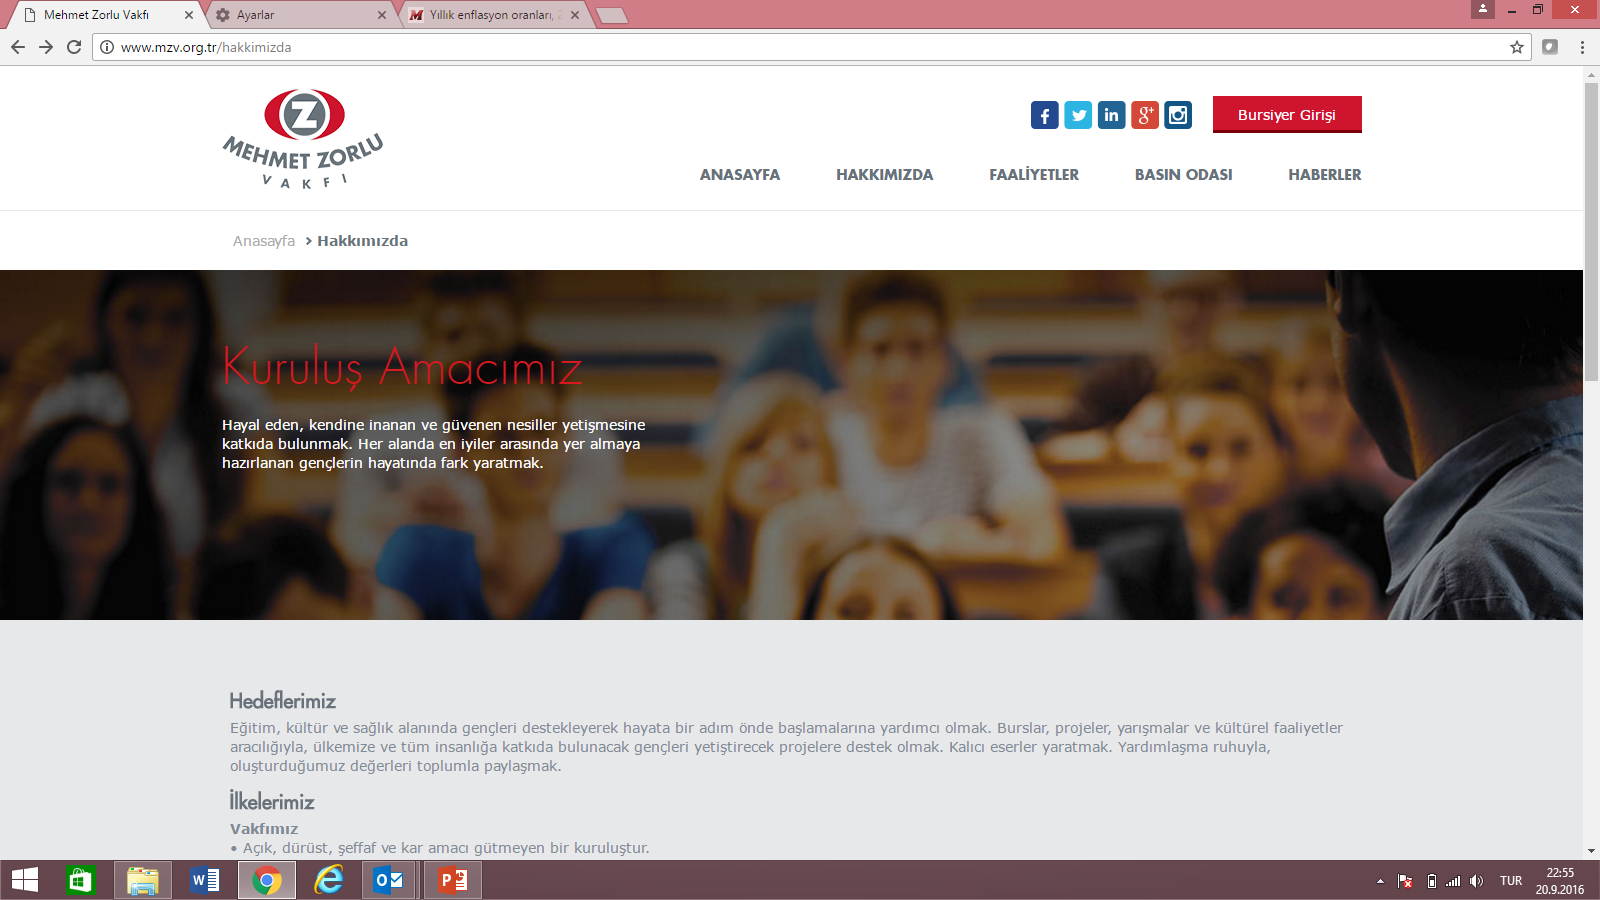 Mehmet Zorlu Vakfı
Ayarlar
Yıllık enflasyon oranları, 2
www.mzv.org.tr/hakkimizda
Z
MEHMET ZORLU
VAKFI
Bursiyer Girişi
ANASAYFA HAKKIMIZDA FAALİYETLER BASIN ODASI HABERLER
Anasayfa > Hakkımızda
Kuruluş Amacımız
Hayal eden, kendine inanan ve güvenen nesiller yetişmesine
katkıda bulunmak. Her alanda en iyiler arasında yer almaya
hazırlanan gençlerin hayatında fark yaratmak.
Hedeflerimiz
Eğitim, kültür ve sağlık alanında gençleri destekleyerek hayata bir adım önde başlamalarına yardımcı olmak. Burslar, projeler, yarışmalar ve kültürel faaliyetler
aracılığıyla, ülkemize ve tüm insanlığa katkıda bulunacak gençleri yetiştirecek projelere destek olmak. Kalıcı eserler yaratmak. Yardımlaşma ruhuyla,
oluşturduğumuz değerleri toplumla paylaşmak.
İlkelerimiz
Vakfımız
• Açık, dürüst, şeffaf ve kar amacı gütmeyen bir kuruluştur.
TUR
22:55
20.9.2016